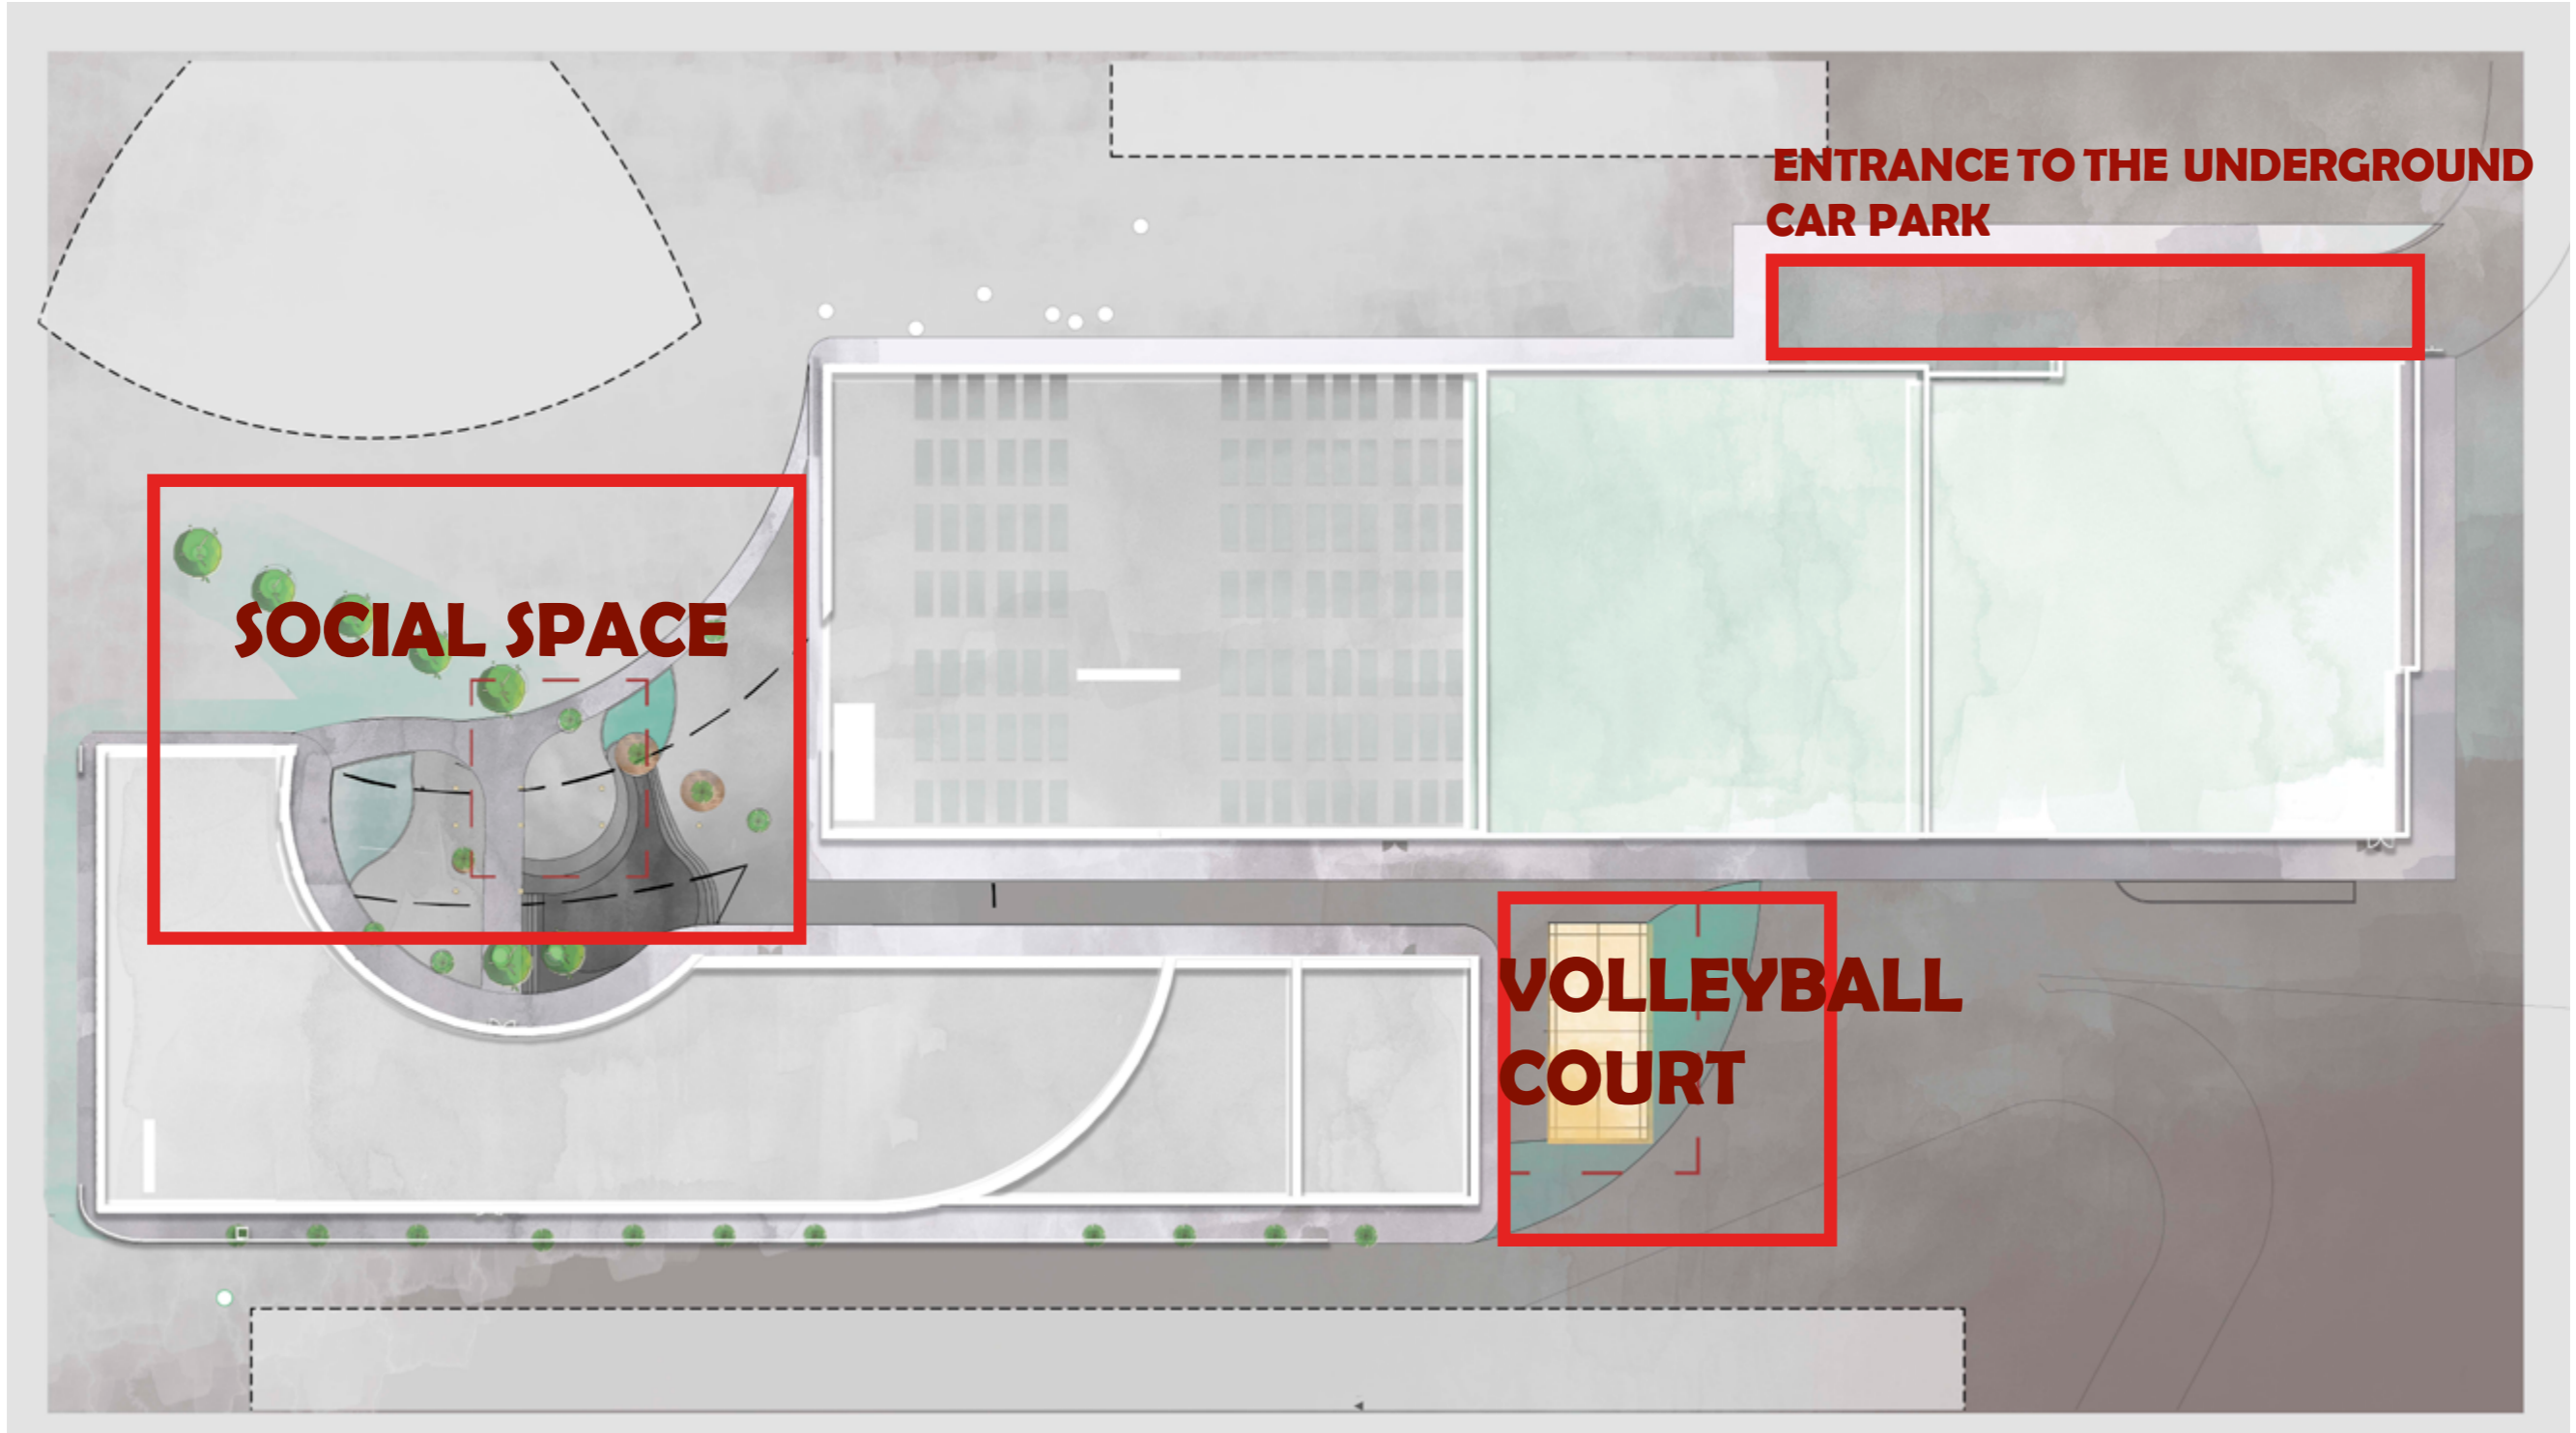 ENTRANCE TO THE UNDERGROUND
CAR PARK
SOCIAL SPACE
VOLLEYBALL
COURT